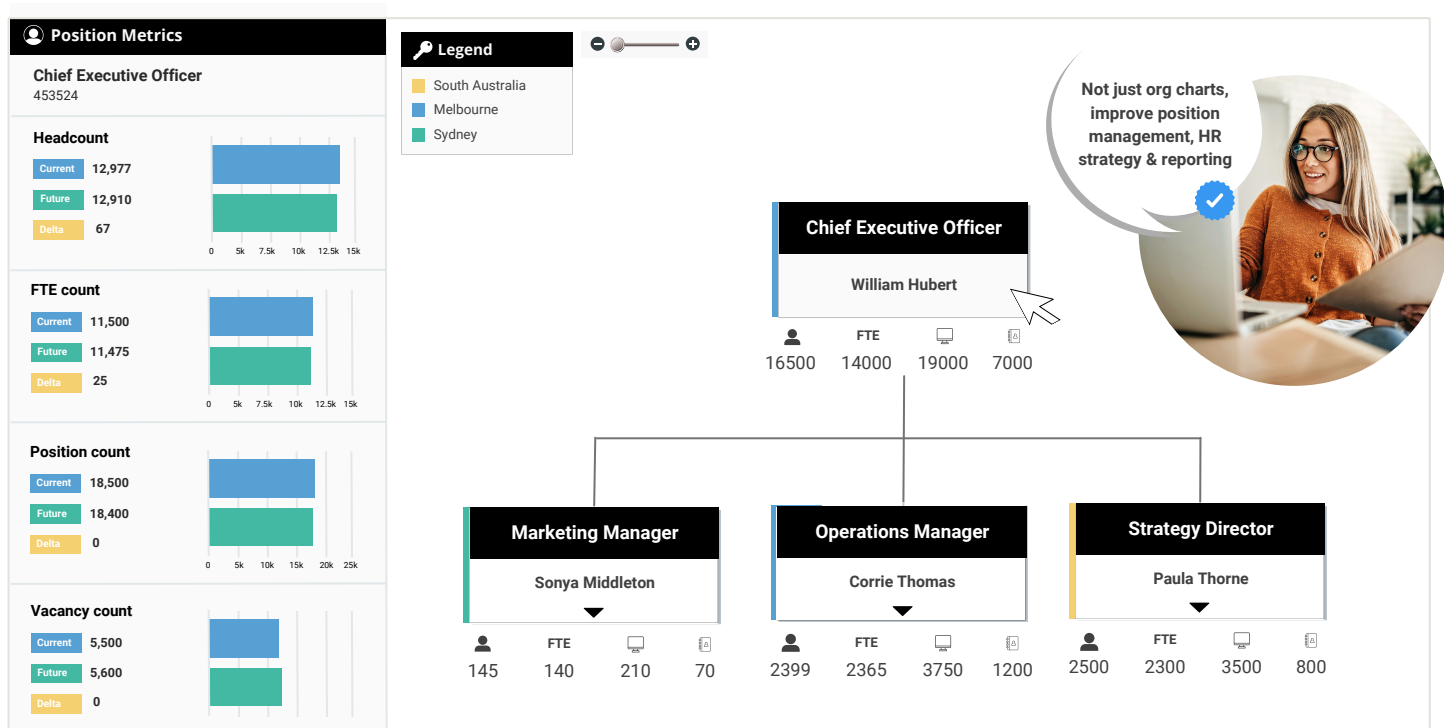 Position Metrics
Chief Executive Officer
453524
Headcount
Current 12,977
Future 12,910
Delta 67
0 5k 7.5k 10k 12.5k 15k
FTE count
Current 11,500
Future 11,475
Delta 25
0 5k 7.5k 10k 12.5k 15k
Position count
Current 18,500
Future 18,400
Delta 0
0 5k 10k 15k 20k 25k
Vacancy count
Current 5,500
Future 5,600
Delta 0
Legend
South Australia
Melbourne
Sydney
Not just org charts,
improve position
management, HR
strategy & reporting
Chief Executive Officer
William Hubert
FTE
16500 14000 19000 7000
Marketing Manager
Sonya Middleton
FTE
145 140 210 70
Operations Manager
Corrie Thomas
FTE
2399 2365 3750 1200
Strategy Director
Paula Thorne
FTE
2500 2300 3500 800